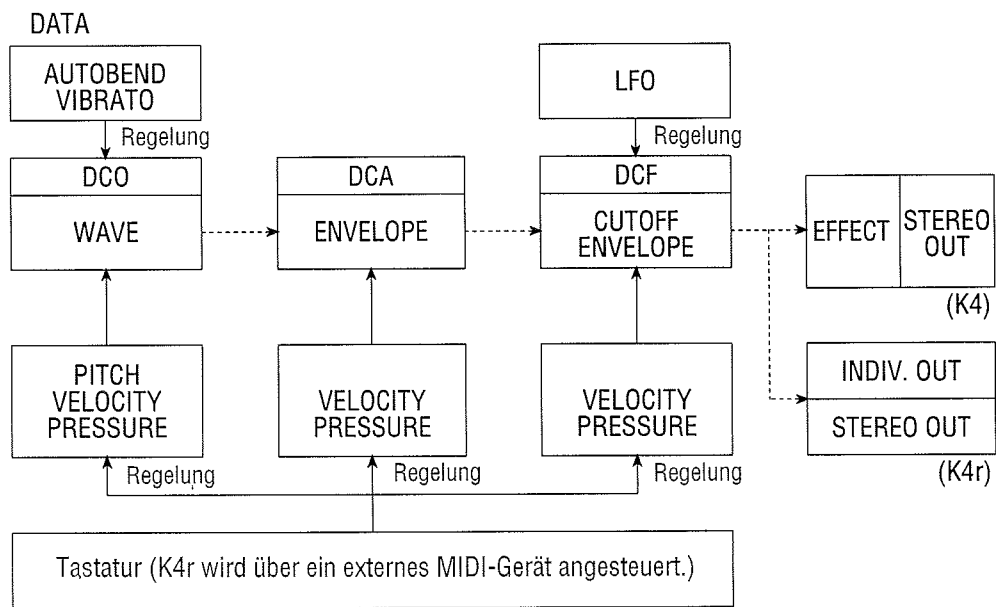 DATA
AUTOBEND
VIBRATO
LFO
Regelung
Regelung
DCO
DCA
DCF
WAVE
ENVELOPE
CUTOFF
ENVELOPE
EFFECT
STEREO
OUT
(K4)
PITCH
VELOCITY
PRESSURE
VELOCITY
PRESSURE
VELOCITY
PRESSURE
INDIV. OUT
STEREO OUT
(K4r)
Regelung
Regelung
Regelung
Tastatur (K4r wird über ein externes MIDI-Gerät angesteuert.)